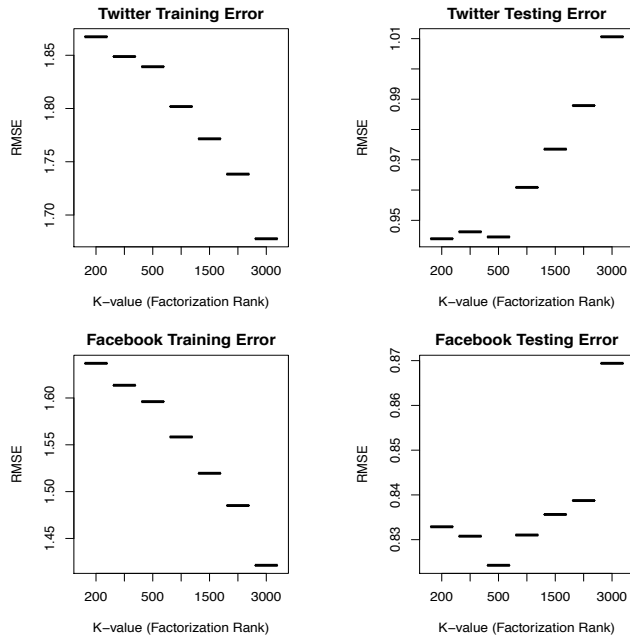 Twitter Training Error
RMSE
1.85
1.80
1.75
1.70
200 500 1500 3000
K−value (Factorization Rank)
Twitter Testing Error
RMSE
1.01
0.99
0.97
0.95
200 500 1500 3000
K−value (Factorization Rank)
Facebook Training Error
RMSE
1.60
1.55
1.50
1.45
200 500 1500 3000
K−value (Factorization Rank)
Facebook Testing Error
RMSE
0.87
0.86
0.85
0.84
0.83
200 500 1500 3000
K−value (Factorization Rank)